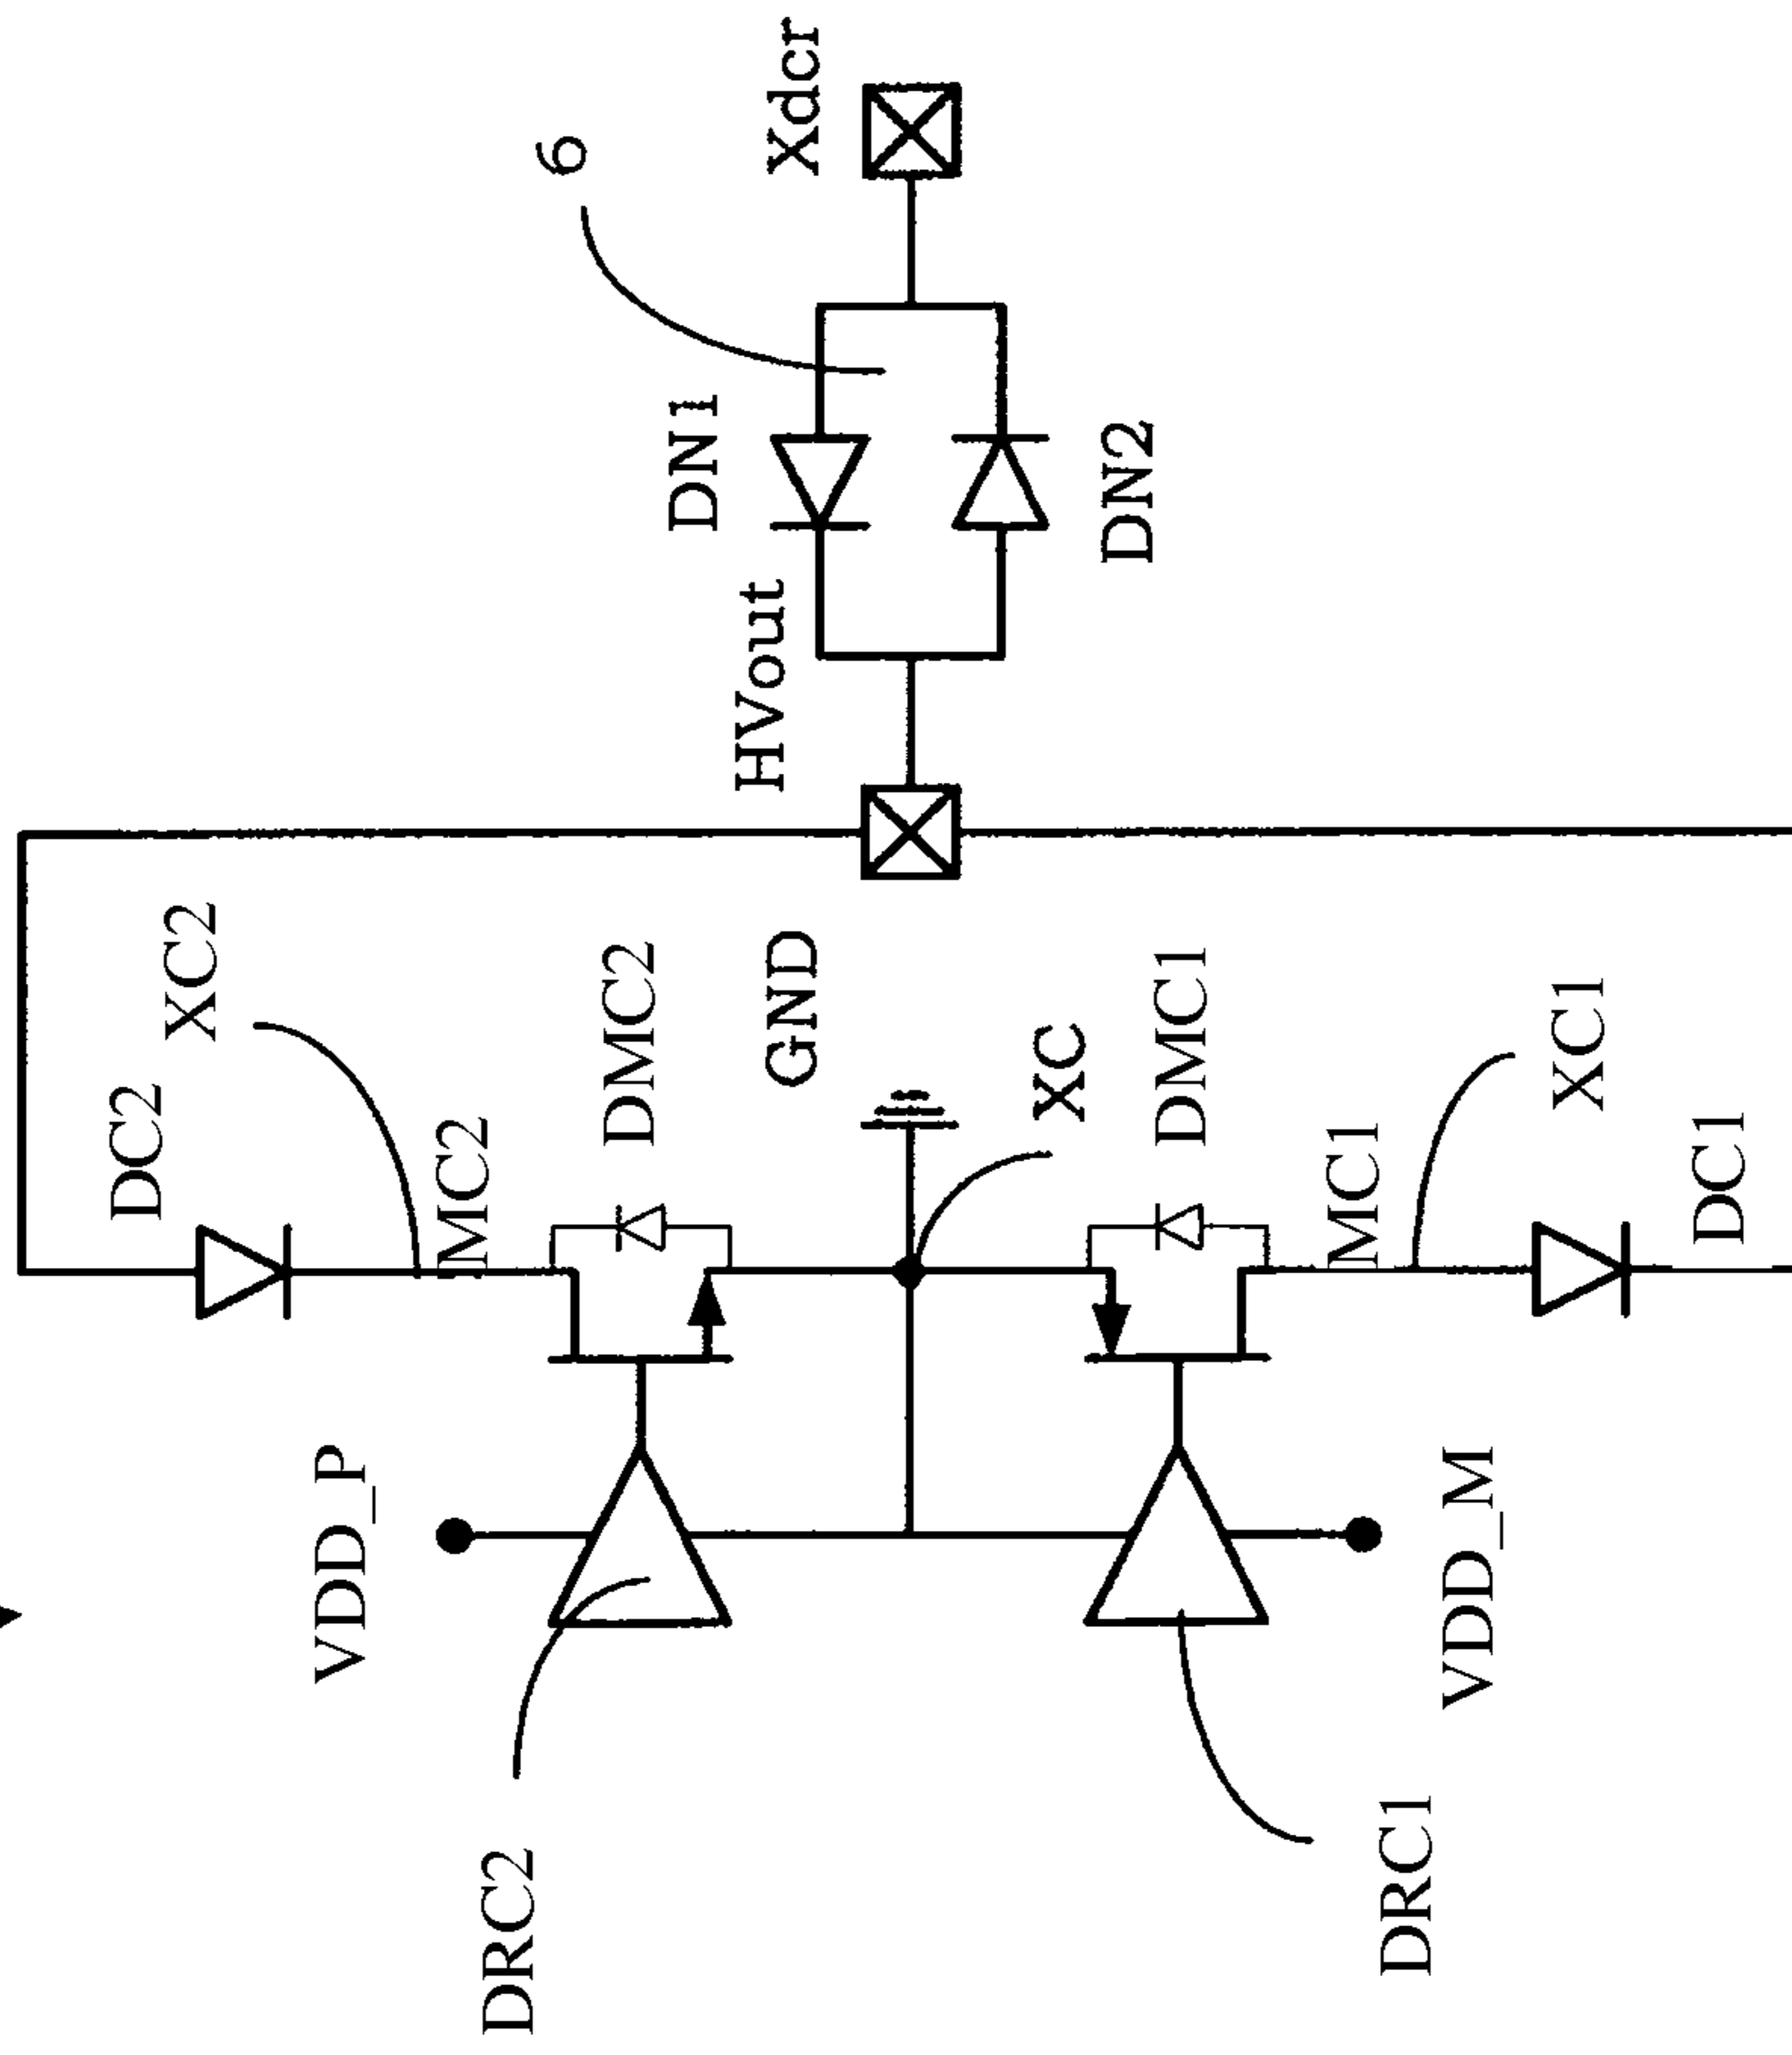 6
Xdcr
DN1
DN2
HVout
XC2
DC2
MC2
DMC2
GND
XC
DMC1
MC1
XC1
DC1
VDD_P
VDD_M
DRC2
DRC1